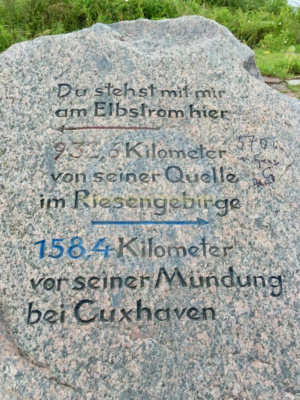 Du stehst mit mir
am Elbstrom hier
932,6 Kilometer
von seiner Quelle
im Riesengebirge
158,4 Kilometer
vor seiner Mündung
bei Cuxhaven